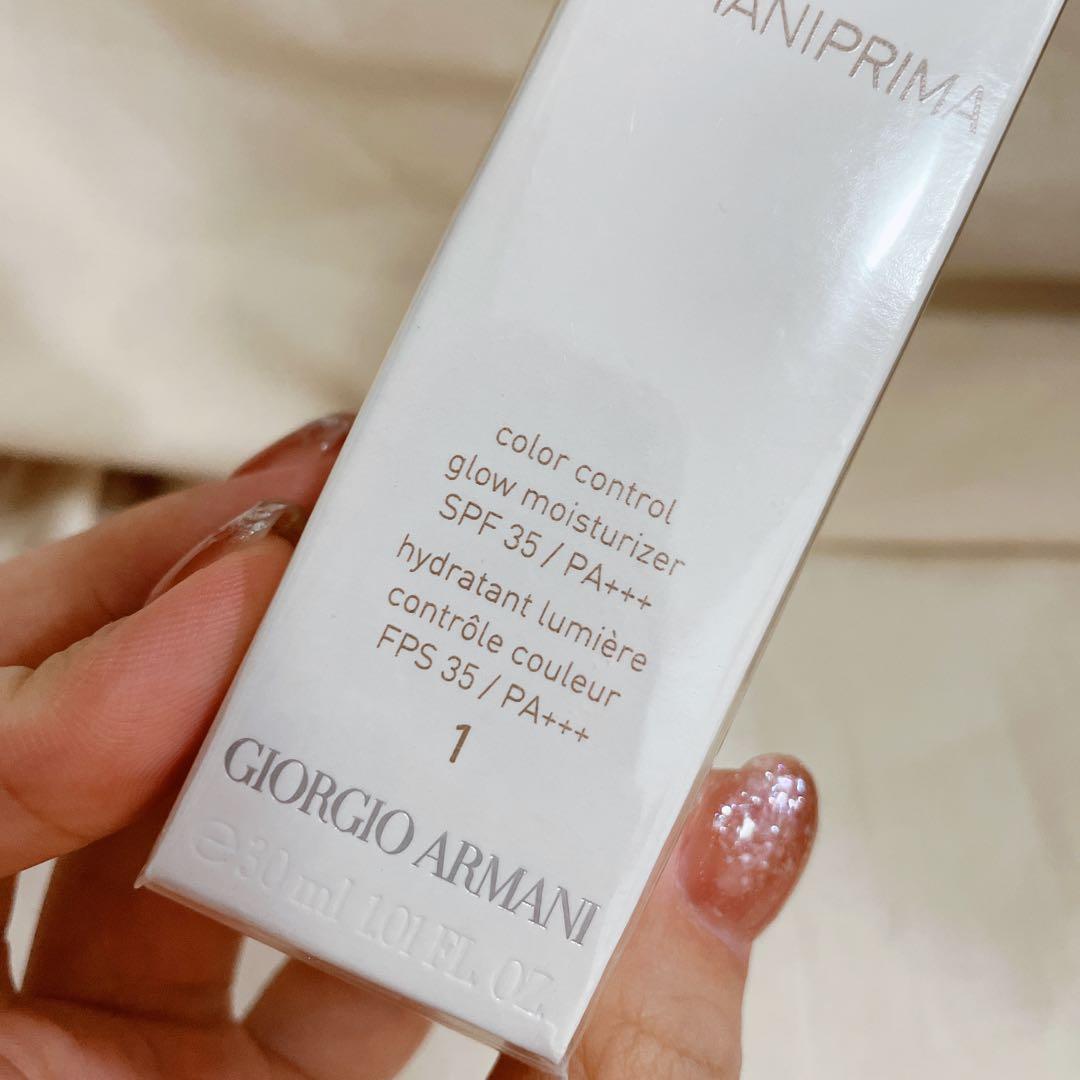 MANIPRIMA
color control
glow moisturizer
SPF 35 / PA+++
hydratant lumière
contrôle couleur
FPS 35 / PA+++
1
GIORGIO ARMANI
℮ 30 ml 1.01 FL. OZ.